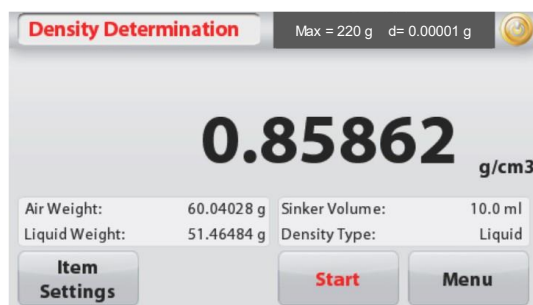 Density Determination
Max = 220 g d= 0.00001 g
0.85862 g/cm3
Air Weight: 60.04028 g
Liquid Weight: 51.46484 g
Sinker Volume: 10.0 ml
Density Type: Liquid
Item Settings
Start
Menu